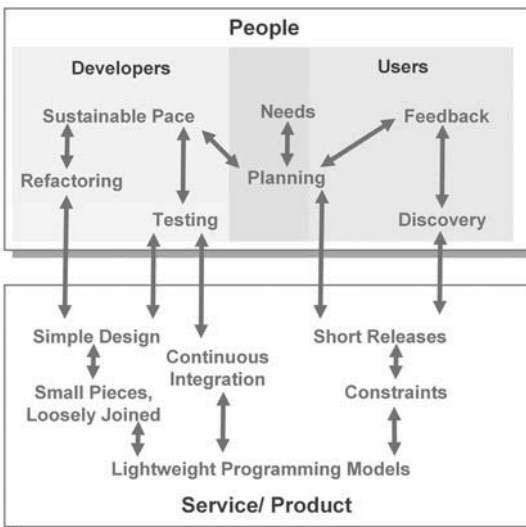 People
Developers
Users
Sustainable Pace
Needs
Feedback
Refactoring
Planning
Testing
Discovery
Simple Design
Short Releases
Continuous
Integration
Small Pieces,
Loosely Joined
Constraints
Lightweight Programming Models
Service/ Product